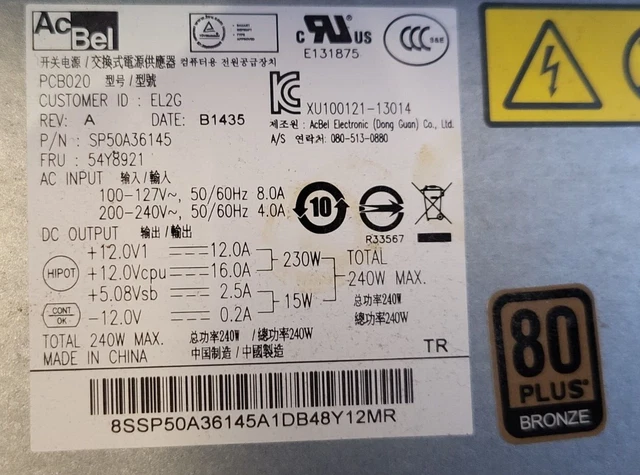 AcBel
c RU US
E131875
CCC S&E
开关电源 / 交換式電源供應器 컴퓨터용 전원공급장치
PCB020 型号 / 型號
CUSTOMER ID : EL2G
XU100121-13014
REV: A DATE: B1435
제조원 : AcBel Electronic (Dong Guan) Co., Ltd.
P/N : SP50A36145
A/S 연락처: 080-513-0880
FRU : 54Y8921
AC INPUT 输入 / 輸入
100-127V~, 50/60Hz 8.0A
200-240V~, 50/60Hz 4.0A
10
R33567
DC OUTPUT 输出 / 輸出
+12.0V1 12.0A
230W
TOTAL
HIPOT
+12.0Vcpu 16.0A
240W MAX.
+5.08Vsb 2.5A
15W
总功率240W
CONT. OK
-12.0V 0.2A
總功率240W
TOTAL 240W MAX. 总功率240W / 總功率240W
MADE IN CHINA 中国制造 / 中國製造
TR
8SSP50A36145A1DB48Y12MR
80
PLUS
BRONZE